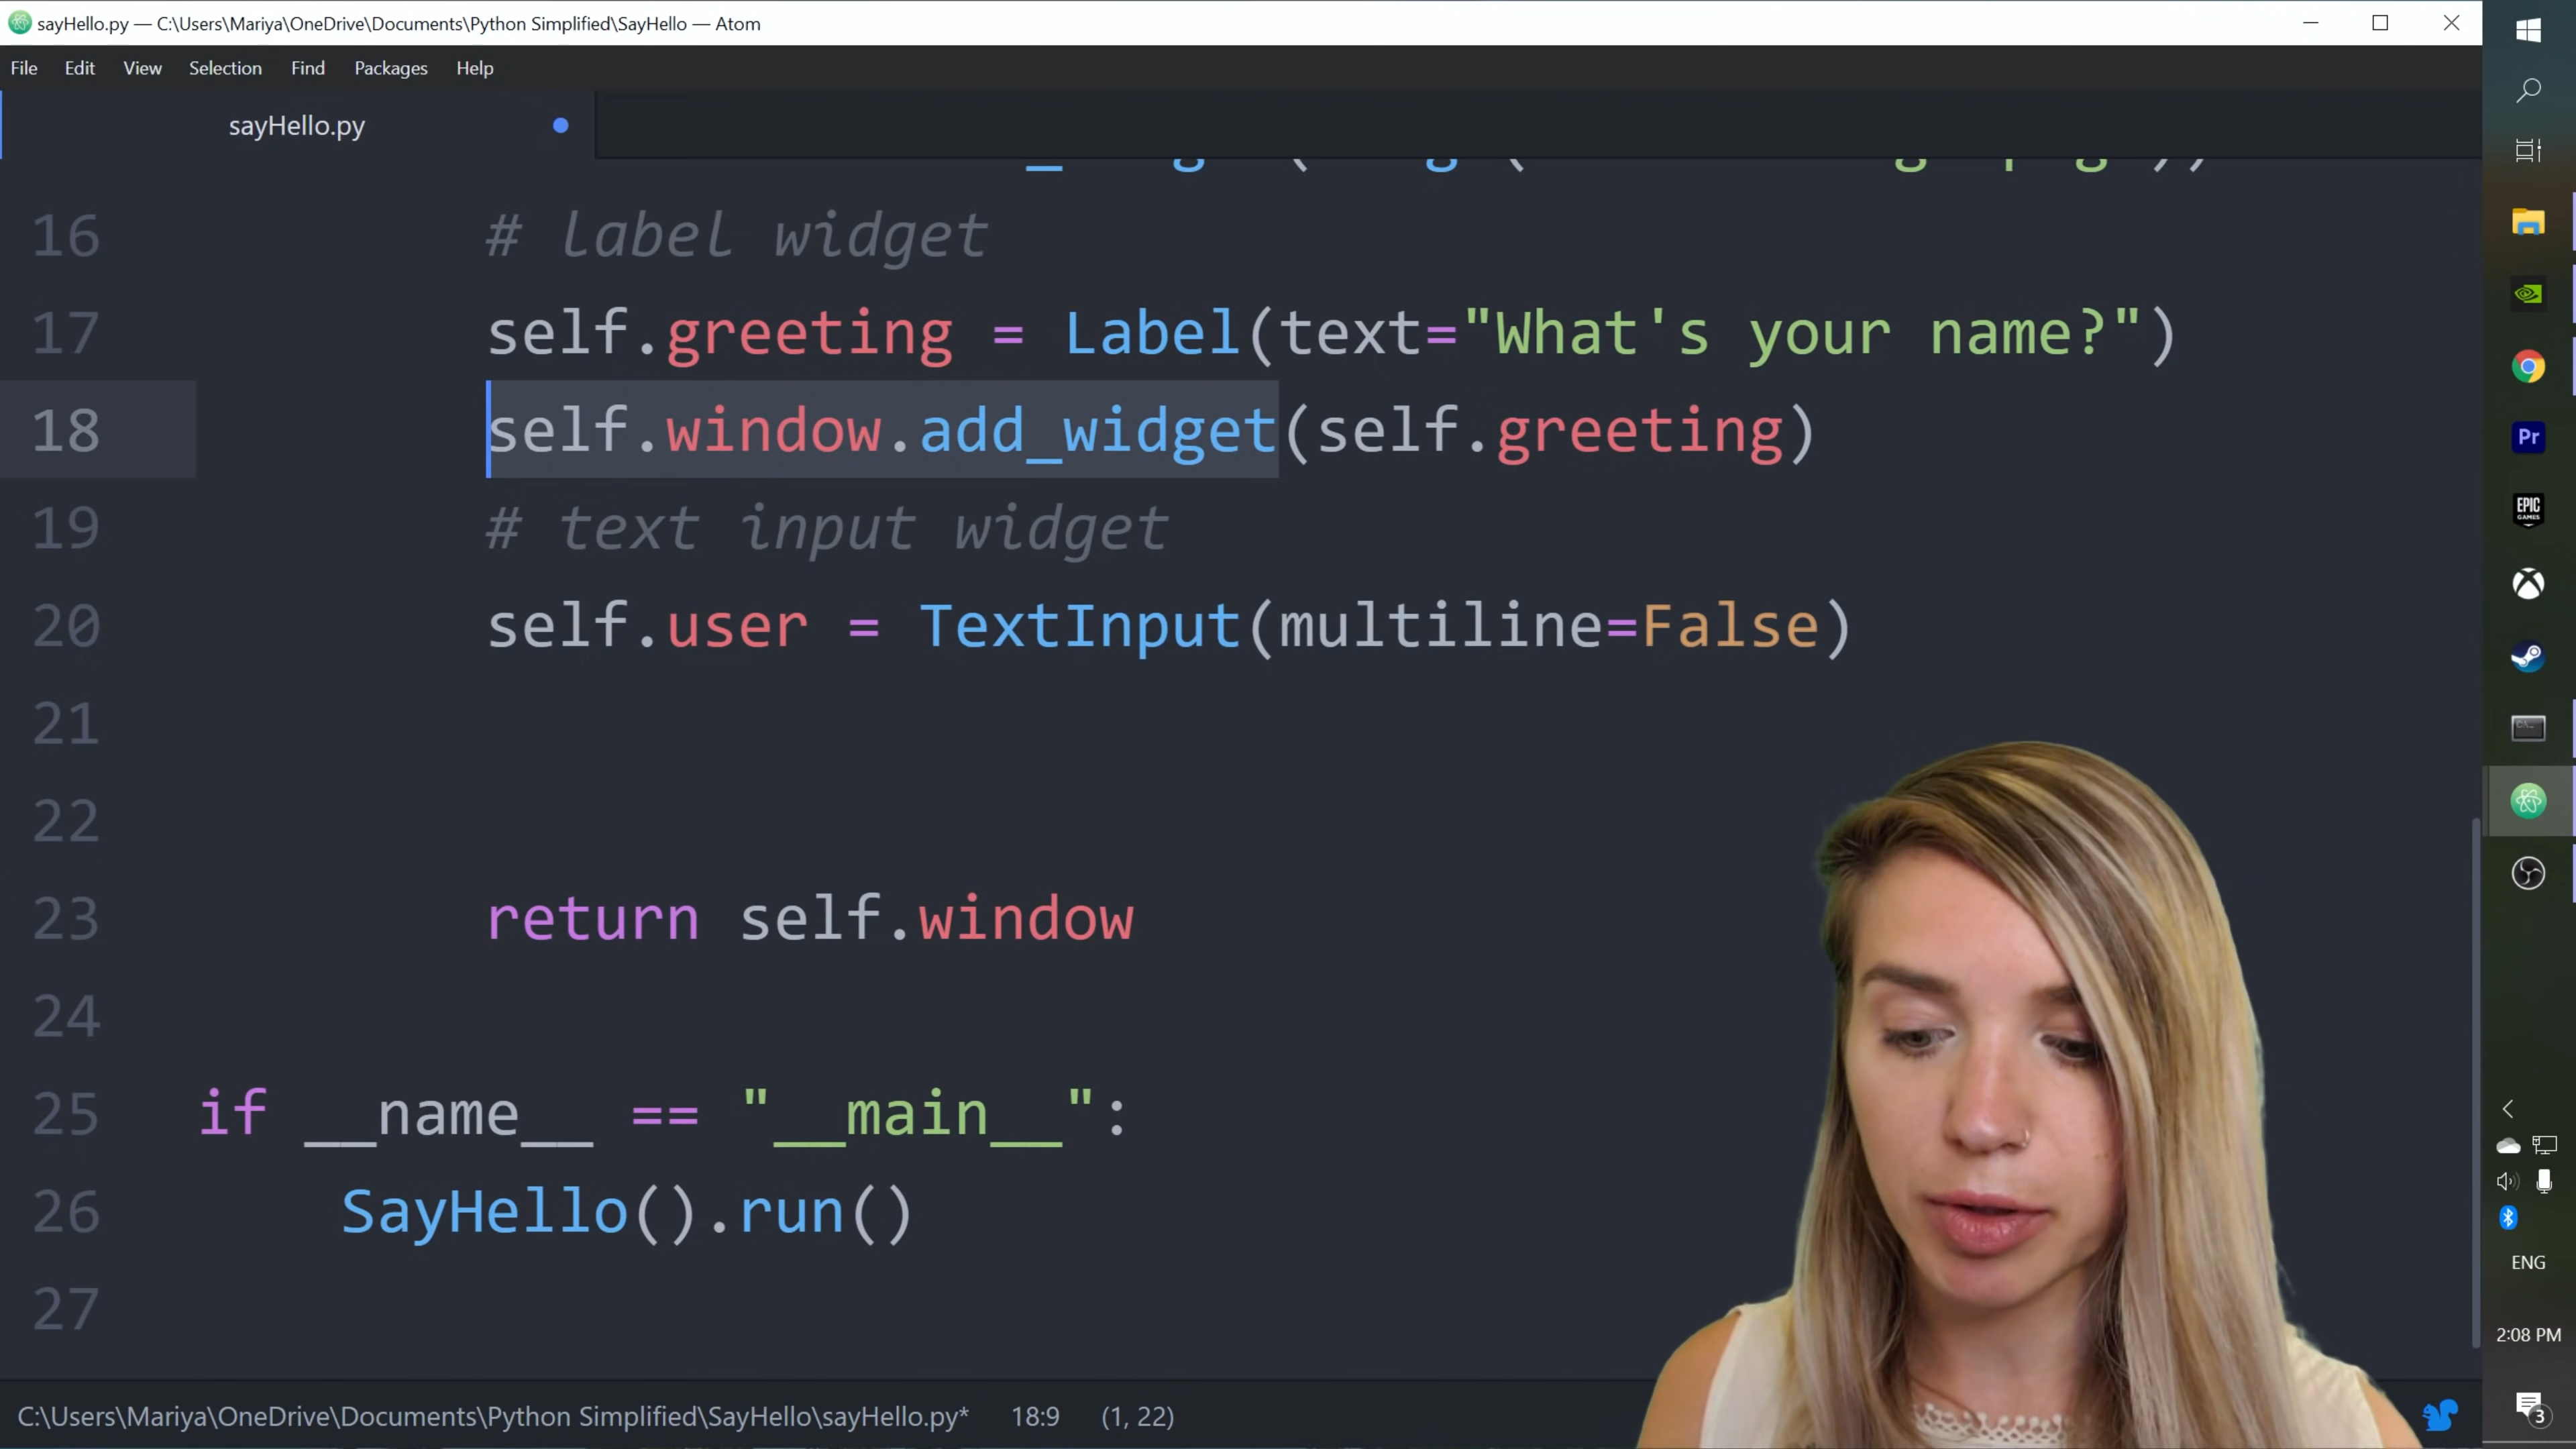 sayHello.py — C:\Users\Mariya\OneDrive\Documents\Python Simplified\SayHello — Atom
File Edit View Selection Find Packages Help
sayHello.py
16 # label widget
17 self.greeting = Label(text="What's your name?")
18 self.window.add_widget(self.greeting)
19 # text input widget
20 self.user = TextInput(multiline=False)
21
22
23 return self.window
24
25 if __name__ == "__main__":
26 SayHello().run()
27
C:\Users\Mariya\OneDrive\Documents\Python Simplified\SayHello\sayHello.py* 18:9 (1, 22)
Pr
EPIC
GAMES
ENG
2:08 PM
3